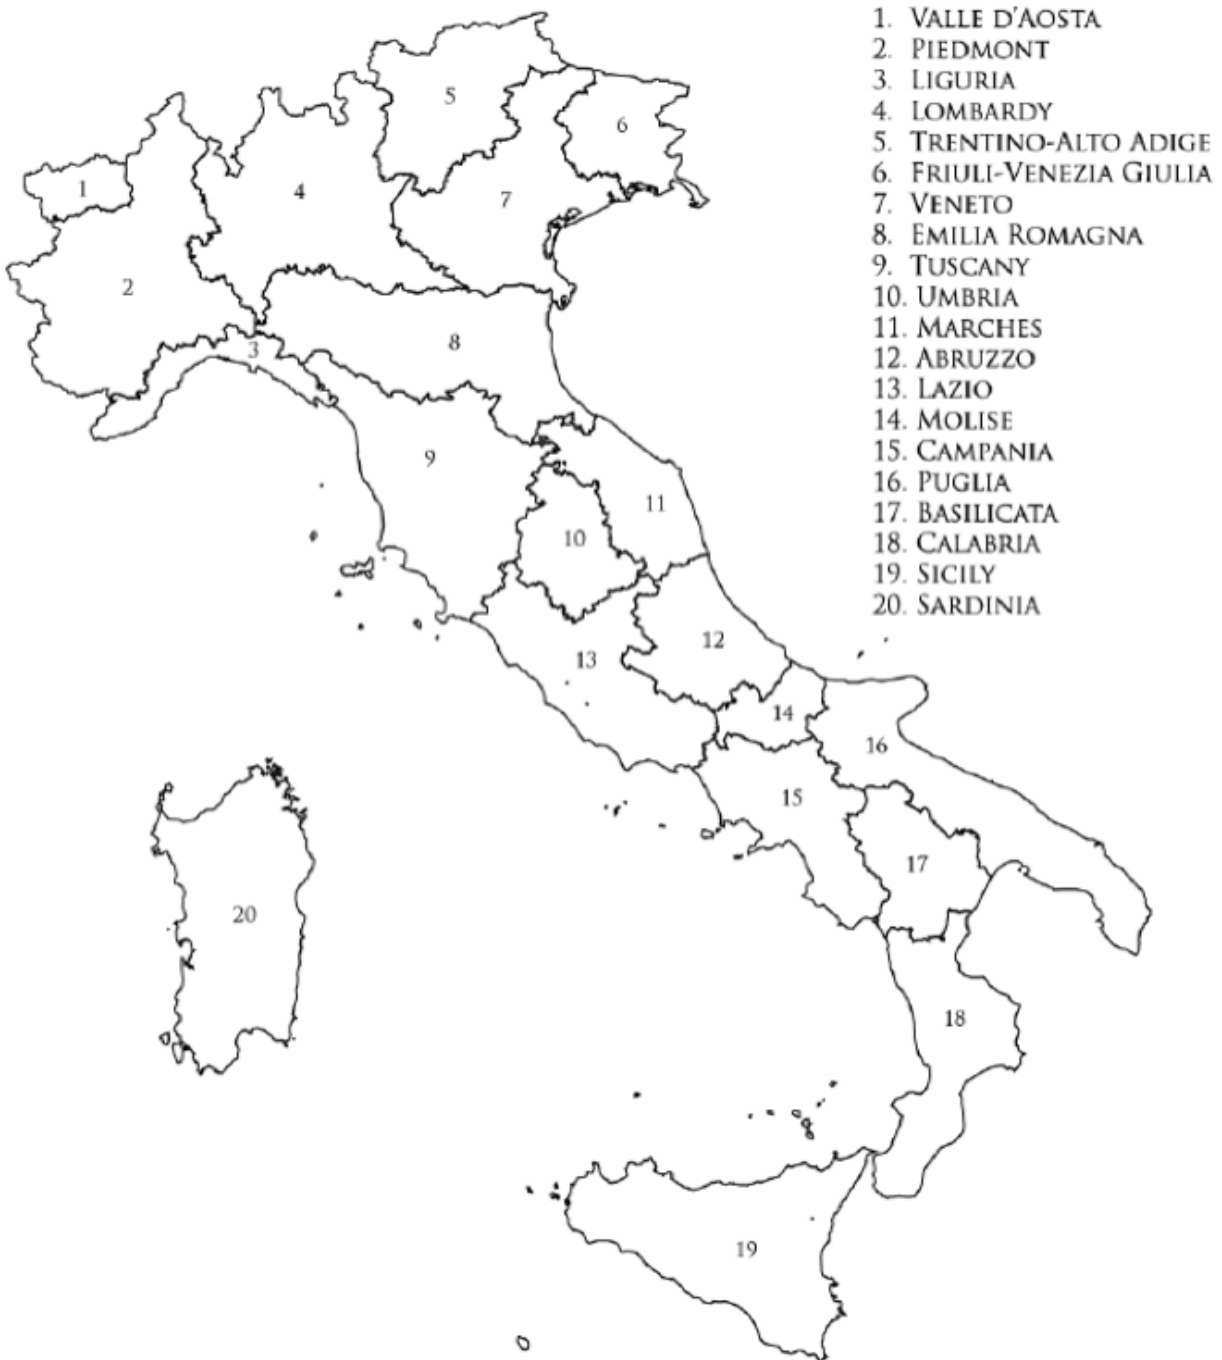 1. VALLE D'AOSTA
2. PIEDMONT
3. LIGURIA
4. LOMBARDY
5. TRENTINO-ALTO ADIGE
6. FRIULI-VENEZIA GIULIA
7. VENETO
8. EMILIA ROMAGNA
9. TUSCANY
10. UMBRIA
11. MARCHES
12. ABRUZZO
13. LAZIO
14. MOLISE
15. CAMPANIA
16. PUGLIA
17. BASILICATA
18. CALABRIA
19. SICILY
20. SARDINIA
5
6
1
4
7
2
8
3
9
11
10
12
13
14
16
15
17
20
18
19